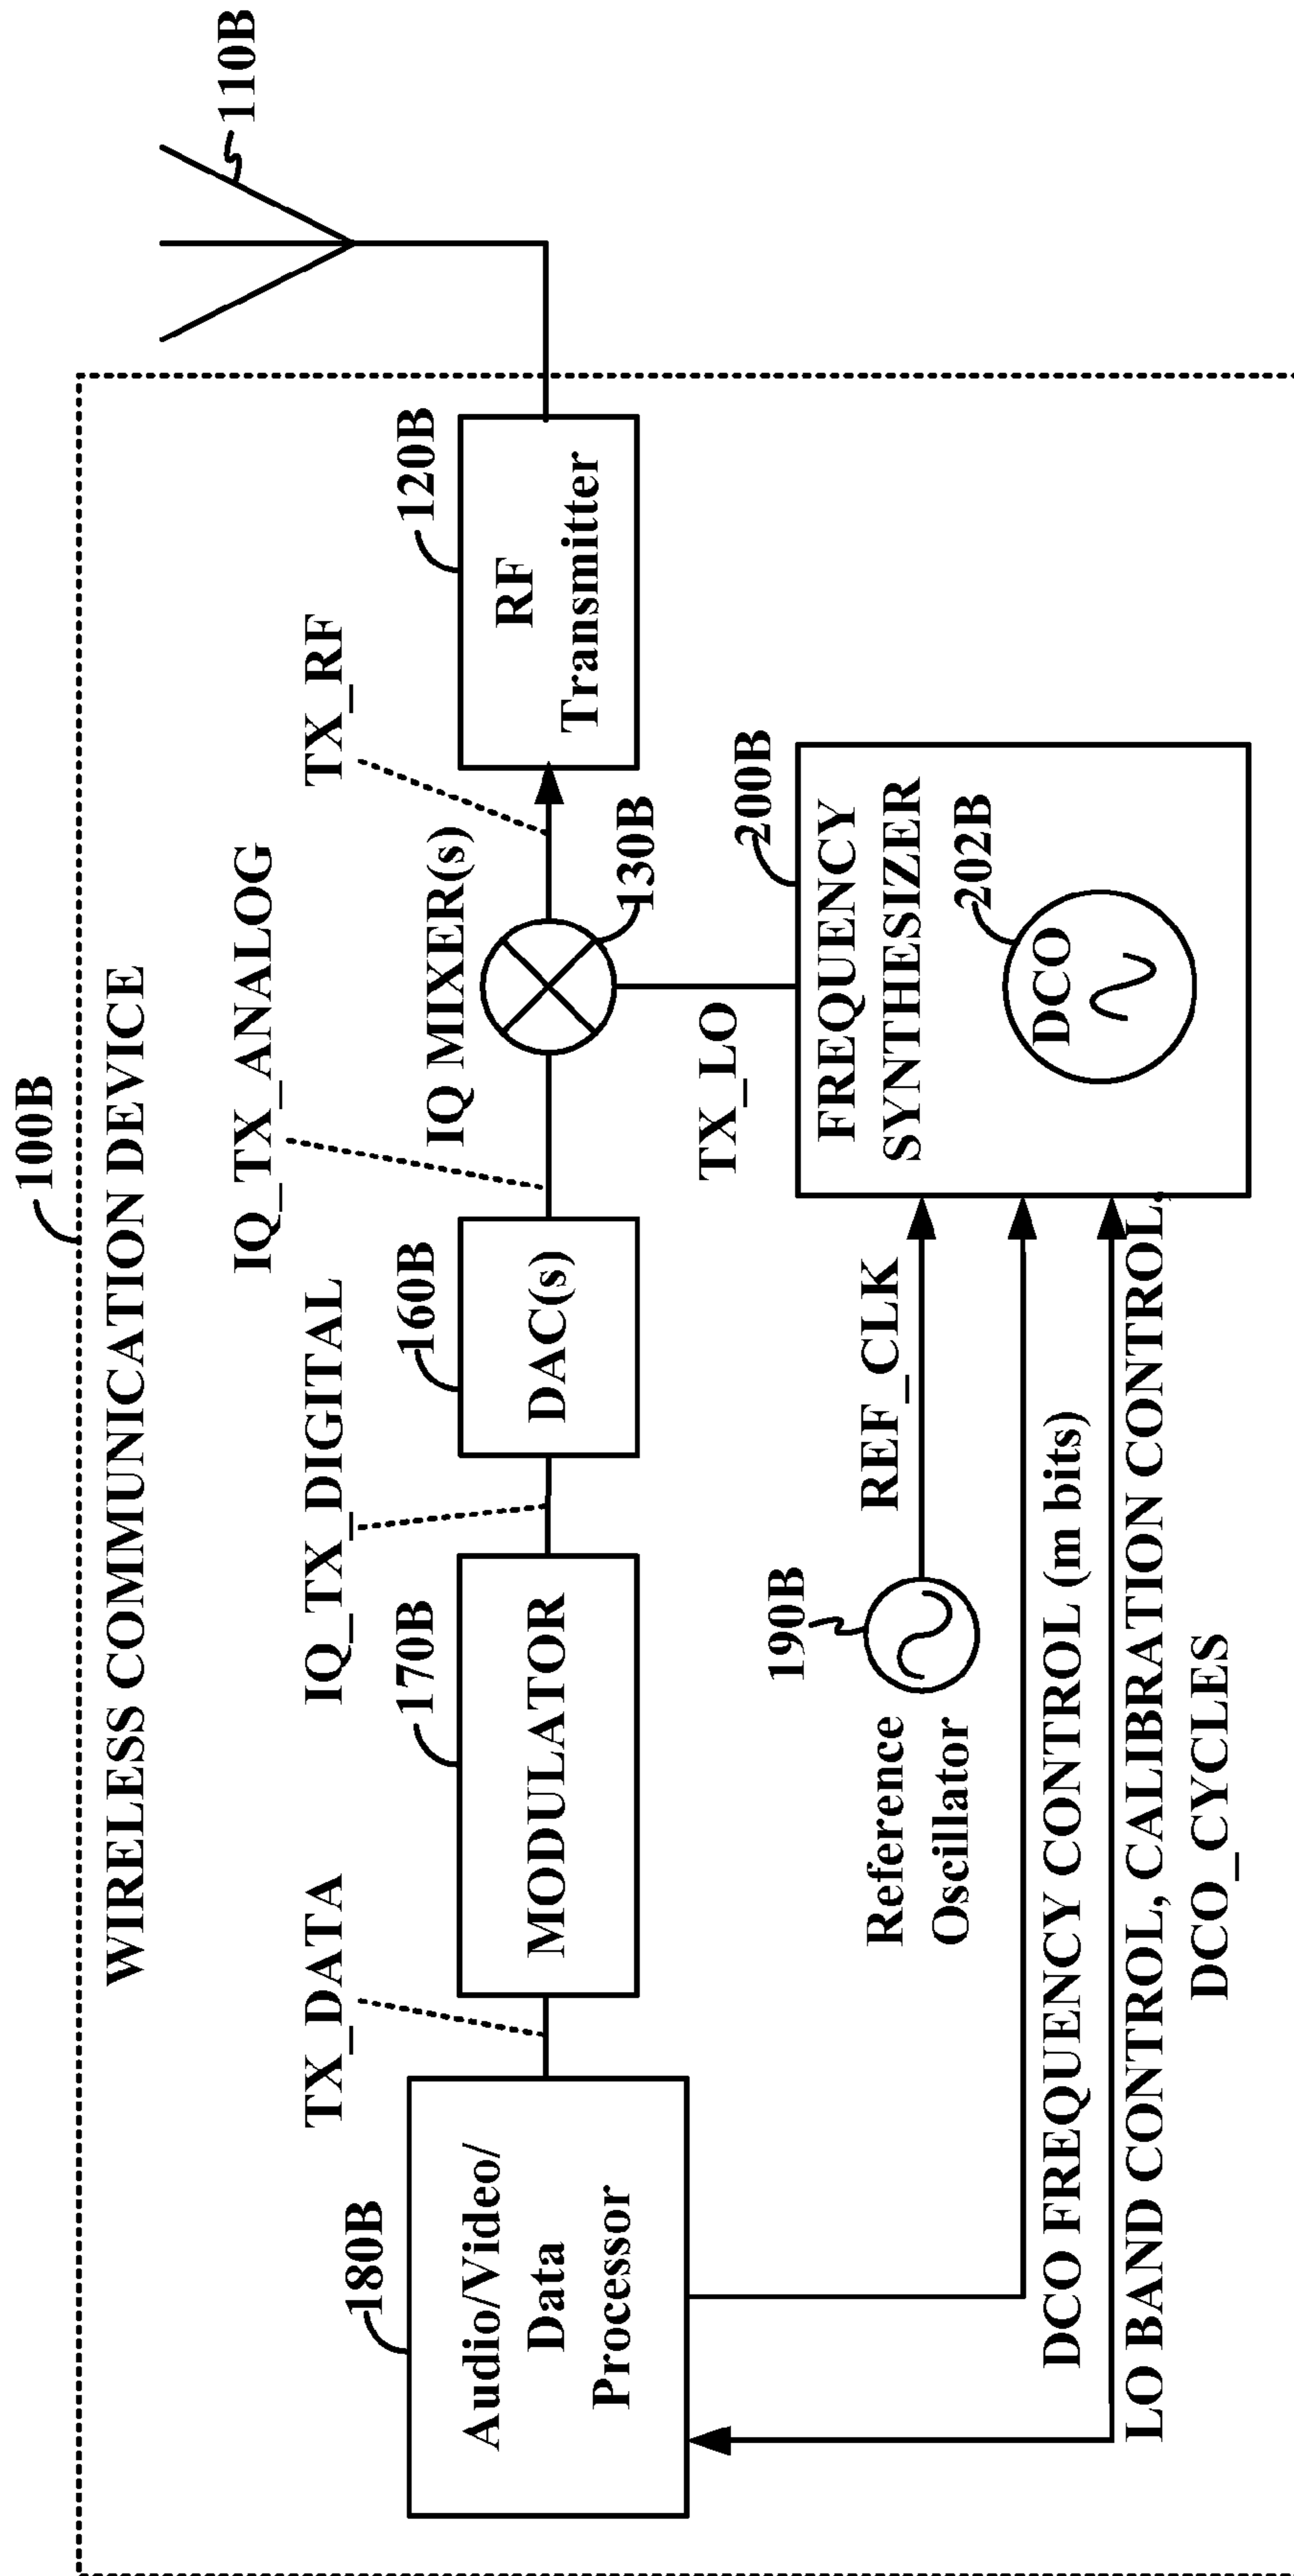 100B
WIRELESS COMMUNICATION DEVICE
110B
TX_DATA
IQ_TX_DIGITAL
IQ_TX_ANALOG
TX_RF
180B
Audio/Video/
Data
Processor
170B
MODULATOR
160B
DAC(s)
IQ MIXER(s)
130B
120B
RF
Transmitter
TX_LO
190B
Reference
Oscillator
REF_CLK
200B
FREQUENCY
SYNTHESIZER
202B
DCO
DCO FREQUENCY CONTROL (m bits)
LO BAND CONTROL, CALIBRATION CONTROL,
DCO_CYCLES